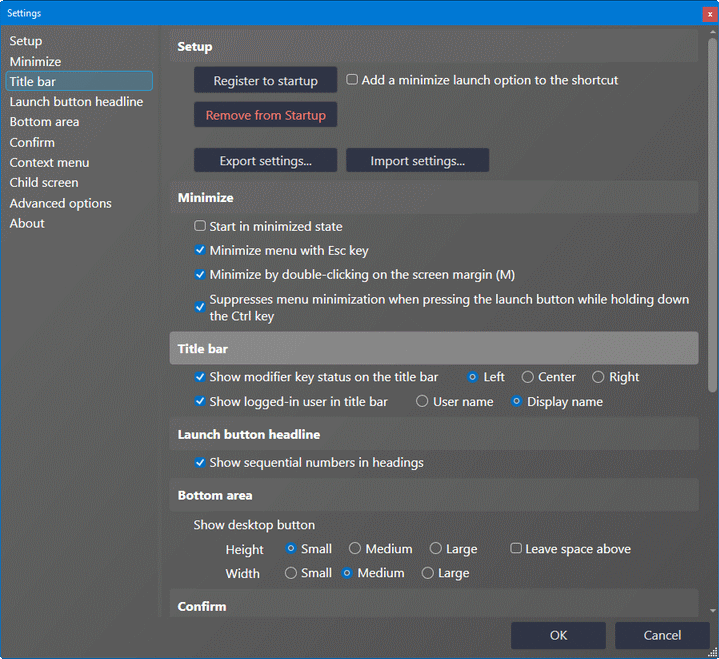 Settings
x
Setup
Minimize
Title bar
Launch button headline
Bottom area
Confirm
Context menu
Child screen
Advanced options
About
Setup
Register to startup Add a minimize launch option to the shortcut
Remove from Startup
Export settings... Import settings...
Minimize
Start in minimized state
Minimize menu with Esc key
Minimize by double-clicking on the screen margin (M)
Suppresses menu minimization when pressing the launch button while holding down
the Ctrl key
Title bar
Show modifier key status on the title bar Left Center Right
Show logged-in user in title bar User name Display name
Launch button headline
Show sequential numbers in headings
Bottom area
Show desktop button
Height Small Medium Large Leave space above
Width Small Medium Large
Confirm
OK Cancel